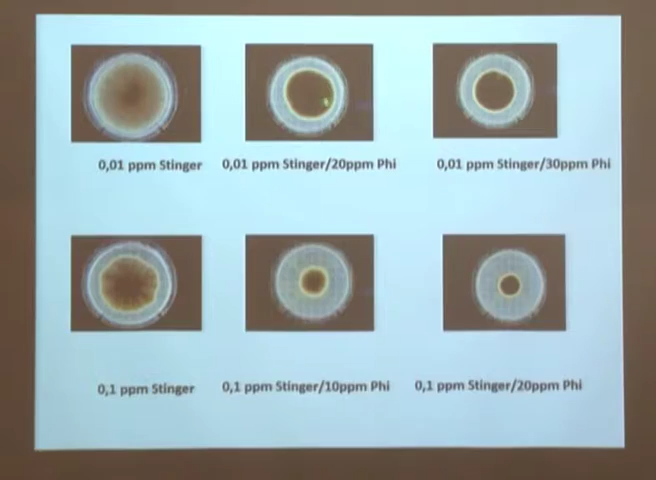 0,01 ppm Stinger
0,01 ppm Stinger/20ppm Phi
0,01 ppm Stinger/30ppm Phi
0,1 ppm Stinger
0,1 ppm Stinger/10ppm Phi
0,1 ppm Stinger/20ppm Phi